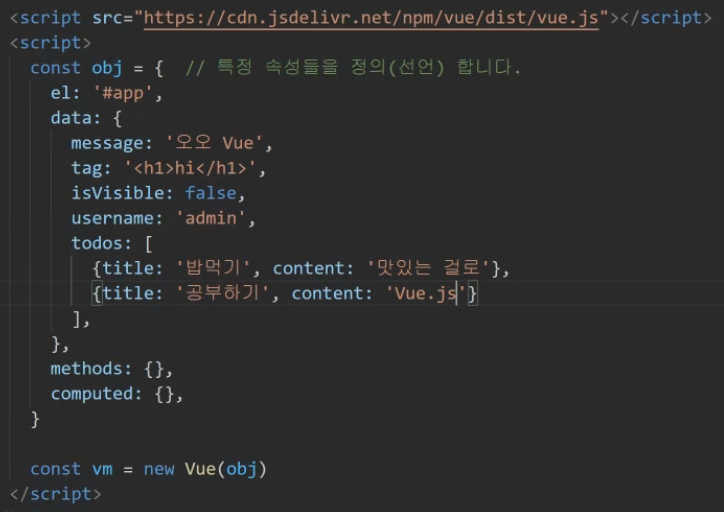 <script src="https://cdn.jsdelivr.net/npm/vue/dist/vue.js"></script>
<script>
const obj = { // 특정 속성들을 정의(선언) 합니다.
el: '#app',
data: {
message: '오오 Vue',
tag: '<h1>hi</h1>',
isVisible: false,
username: 'admin',
todos: [
{title: '밥먹기', content: '맛있는 걸로'},
{title: '공부하기', content: 'Vue.js'}
],
},
methods: {},
computed: {},
}
const vm = new Vue(obj)
</script>